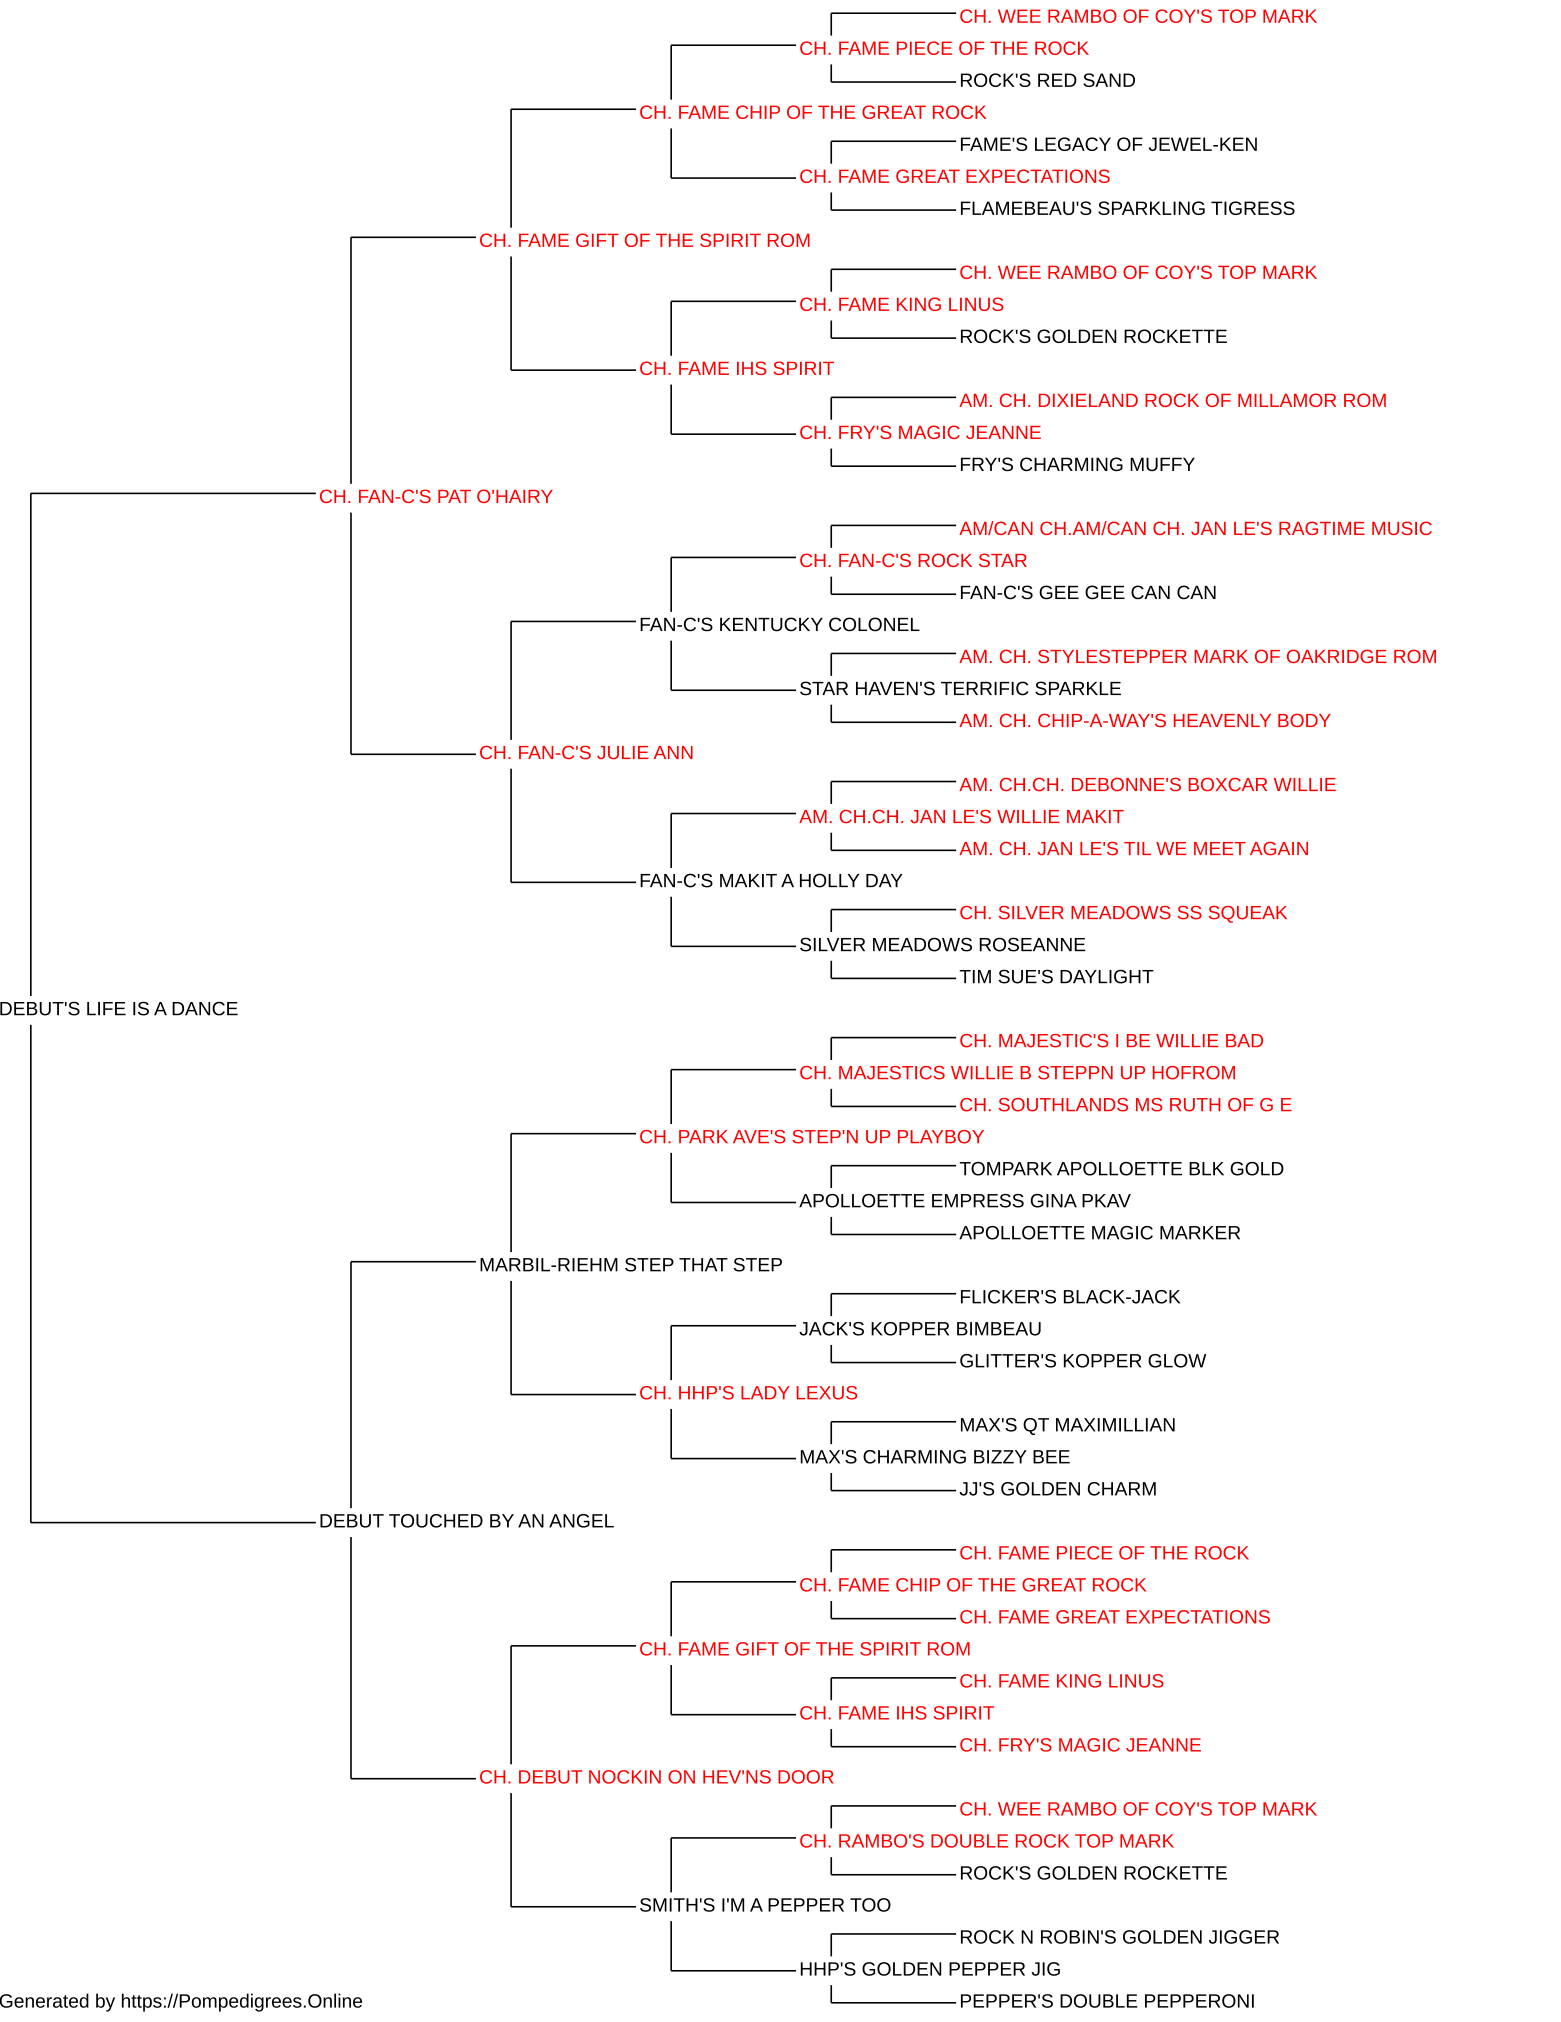 CH. WEE RAMBO OF COY'S TOP MARK
CH. FAME PIECE OF THE ROCK
ROCK'S RED SAND
CH. FAME CHIP OF THE GREAT ROCK
FAME'S LEGACY OF JEWEL-KEN
CH. FAME GREAT EXPECTATIONS
FLAMEBEAU'S SPARKLING TIGRESS
CH. FAME GIFT OF THE SPIRIT ROM
CH. WEE RAMBO OF COY'S TOP MARK
CH. FAME KING LINUS
ROCK'S GOLDEN ROCKETTE
CH. FAME IHS SPIRIT
AM. CH. DIXIELAND ROCK OF MILLAMOR ROM
CH. FRY'S MAGIC JEANNE
FRY'S CHARMING MUFFY
CH. FAN-C'S PAT O'HAIRY
AM/CAN CH.AM/CAN CH. JAN LE'S RAGTIME MUSIC
CH. FAN-C'S ROCK STAR
FAN-C'S GEE GEE CAN CAN
FAN-C'S KENTUCKY COLONEL
AM. CH. STYLESTEPPER MARK OF OAKRIDGE ROM
STAR HAVEN'S TERRIFIC SPARKLE
AM. CH. CHIP-A-WAY'S HEAVENLY BODY
CH. FAN-C'S JULIE ANN
AM. CH.CH. DEBONNE'S BOXCAR WILLIE
AM. CH.CH. JAN LE'S WILLIE MAKIT
AM. CH. JAN LE'S TIL WE MEET AGAIN
FAN-C'S MAKIT A HOLLY DAY
CH. SILVER MEADOWS SS SQUEAK
SILVER MEADOWS ROSEANNE
TIM SUE'S DAYLIGHT
DEBUT'S LIFE IS A DANCE
CH. MAJESTIC'S I BE WILLIE BAD
CH. MAJESTICS WILLIE B STEPPN UP HOFROM
CH. SOUTHLANDS MS RUTH OF G E
CH. PARK AVE'S STEP'N UP PLAYBOY
TOMPARK APOLLOETTE BLK GOLD
APOLLOETTE EMPRESS GINA PKAV
APOLLOETTE MAGIC MARKER
MARBIL-RIEHM STEP THAT STEP
FLICKER'S BLACK-JACK
JACK'S KOPPER BIMBEAU
GLITTER'S KOPPER GLOW
CH. HHP'S LADY LEXUS
MAX'S QT MAXIMILLIAN
MAX'S CHARMING BIZZY BEE
JJ'S GOLDEN CHARM
DEBUT TOUCHED BY AN ANGEL
CH. FAME PIECE OF THE ROCK
CH. FAME CHIP OF THE GREAT ROCK
CH. FAME GREAT EXPECTATIONS
CH. FAME GIFT OF THE SPIRIT ROM
CH. FAME KING LINUS
CH. FAME IHS SPIRIT
CH. FRY'S MAGIC JEANNE
CH. DEBUT NOCKIN ON HEV'NS DOOR
CH. WEE RAMBO OF COY'S TOP MARK
CH. RAMBO'S DOUBLE ROCK TOP MARK
ROCK'S GOLDEN ROCKETTE
SMITH'S I'M A PEPPER TOO
ROCK N ROBIN'S GOLDEN JIGGER
HHP'S GOLDEN PEPPER JIG
PEPPER'S DOUBLE PEPPERONI
Generated by https://Pompedigrees.Online